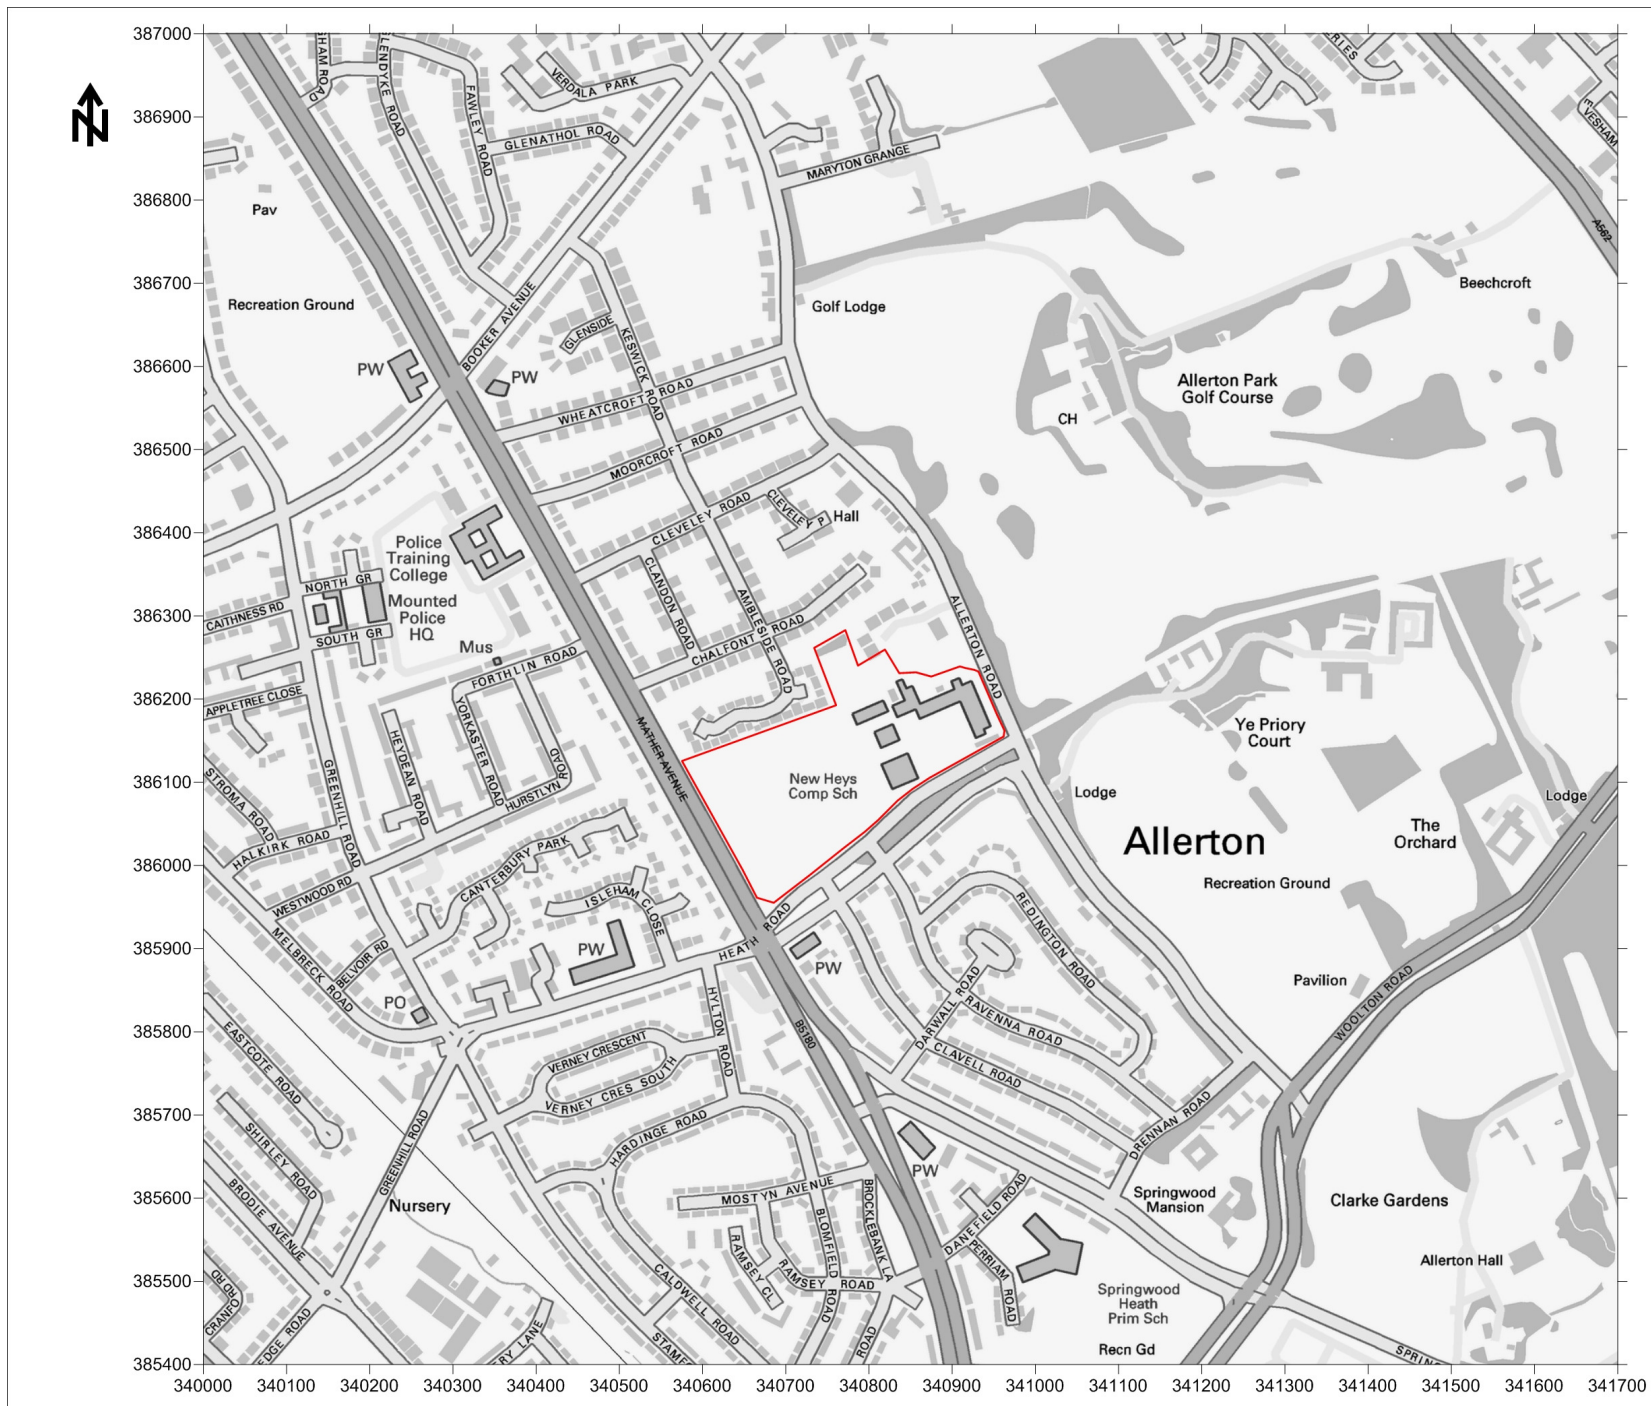 387000
386900
386800
386700
386600
386500
386400
386300
386200
386100
386000
385900
385800
385700
385600
385500
385400
N
VERDALA PARK
FAWLEY ROAD
GLENATHOL ROAD
MARYTON GRANGE
EVESHAM
A562
Pav
Recreation Ground
Golf Lodge
Beechcroft
BOOKER AVENUE
GLENSIDE
KESWICK ROAD
PW
PW
WHEATCROFT ROAD
Allerton Park
Golf Course
CH
MOORCROFT ROAD
CLEVELEY ROAD
CLEVELEY P
Hall
Police
Training
College
NORTH GR
CAITHNESS RD
Mounted
Police
HQ
SOUTH GR
Mus
CLANDON ROAD
AMBLESIDE ROAD
CHALFONT ROAD
ALLERTON ROAD
FORTHLIN ROAD
APPLETREE CLOSE
YORKASTER ROAD
HEYDEAN ROAD
HURSTLYN ROAD
MATHER AVENUE
New Heys
Comp Sch
Ye Priory
Court
Lodge
Lodge
Allerton
The
Orchard
Recreation Ground
STROMA ROAD
GREENHILL ROAD
HALKIRK ROAD
WESTWOOD RD
CANTERBURY PARK
ISLEHAM CLOSE
MELBRECK ROAD
BELVOIR RD
PW
HEATH ROAD
PW
PO
REDINGTON ROAD
Pavilion
WOOLTON ROAD
HYLTON ROAD
B5180
DARWALL ROAD
RAVENNA ROAD
CLAVELL ROAD
EASTCOTE ROAD
VERNEY CRESCENT
VERNEY CRES SOUTH
SHIRLEY ROAD
GREENHILL ROAD
HARDINGE ROAD
DRENNAN ROAD
PW
BRODIE AVENUE
Nursery
MOSTYN AVENUE
BROCKLEBANK LA
BLOMFIELD ROAD
DANEFIELD ROAD
PERRIAM ROAD
Springwood
Mansion
Clarke Gardens
Allerton Hall
RAMSEY CL
RAMSEY ROAD
CALDWELL ROAD
Springwood
Heath
Prim Sch
Recn Gd
ROAD
340000 340100 340200 340300 340400 340500 340600 340700 340800 340900 341000 341100 341200 341300 341400 341500 341600 341700